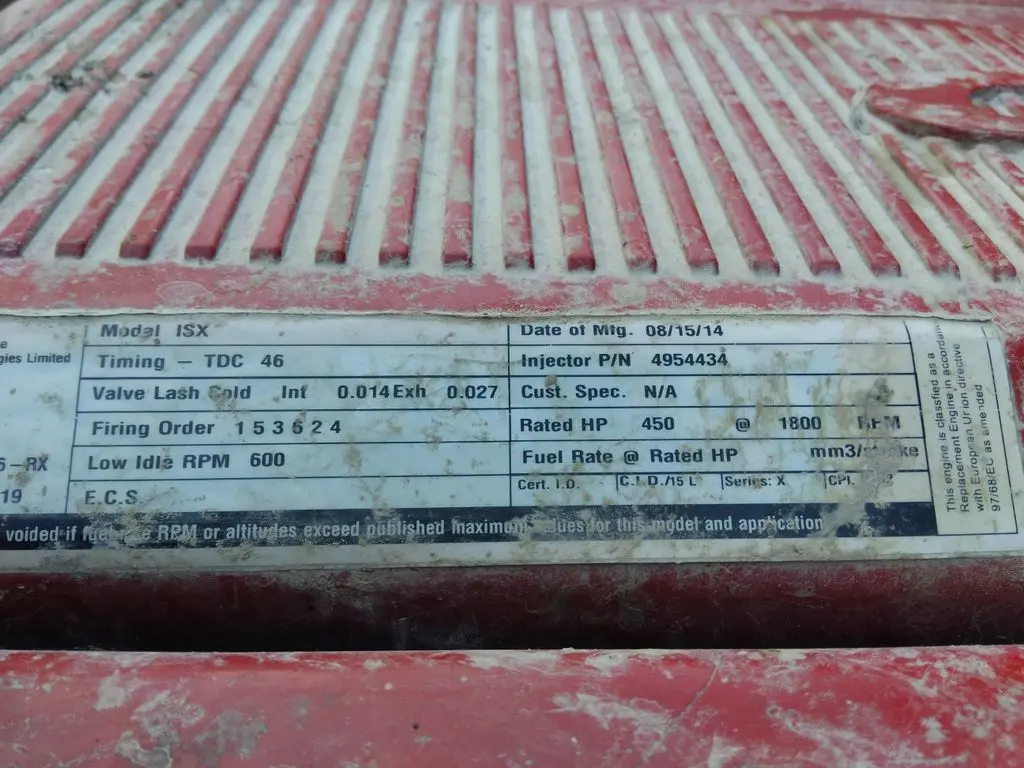 e
gies Limited
Model ISX
Timing – TDC 46
Valve Lash Cold Int 0.014 Exh 0.027
Firing Order 1 5 3 6 2 4
6-RX
Low Idle RPM 600
19
E.C.S.
Date of Mfg. 08/15/14
Injector P/N 4954434
Cust. Spec. N/A
Rated HP 450 @ 1800 RPM
Fuel Rate @ Rated HP mm3/stroke
Cert. I.D. C.I.D./15 L Series: X CPL
voided if fuel RPM or altitudes exceed published maximum values for this model and application
This engine is classfied as a
Replacement Engine in accordan
with European Union directive
97/68/EC as amended